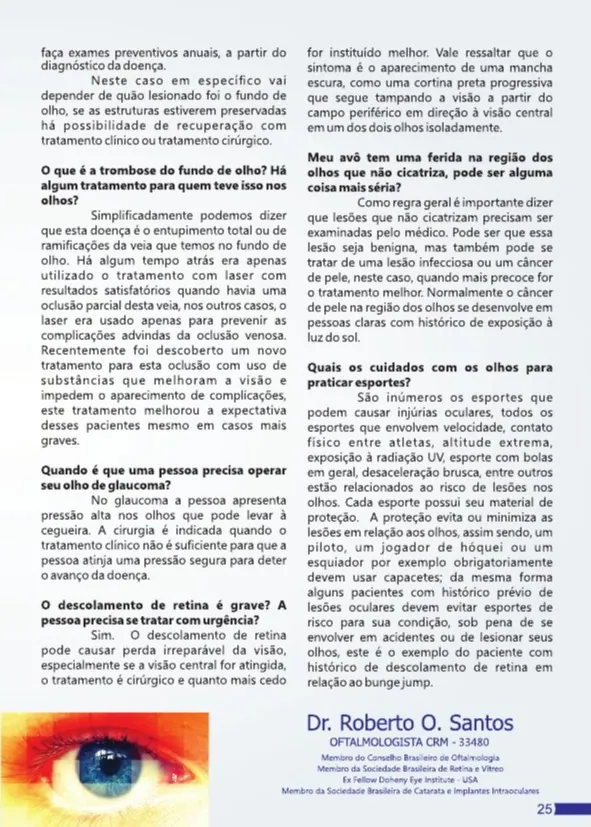 faça exames preventivos anuais, a partir do
diagnóstico da doença.
Neste caso em específico vai
depender de quão lesionado foi o fundo de
olho, se as estruturas estiverem preservadas
há possibilidade de recuperação com
tratamento clínico ou tratamento cirúrgico.
O que é a trombose do fundo de olho? Há
algum tratamento para quem teve isso nos
olhos?
Simplificadamente podemos dizer
que esta doença é o entupimento total ou de
ramificações da veia que temos no fundo de
olho. Há algum tempo atrás era apenas
utilizado o tratamento com laser com
resultados satisfatórios quando havia uma
oclusão parcial desta veia, nos outros casos, o
laser era usado apenas para prevenir as
complicações advindas da oclusão venosa.
Recentemente foi descoberto um novo
tratamento para esta oclusão com uso de
substâncias que melhoram a visão e
impedem o aparecimento de complicações,
este tratamento melhorou a expectativa
desses pacientes mesmo em casos mais
graves.
Quando é que uma pessoa precisa operar
seu olho de glaucoma?
No glaucoma a pessoa apresenta
pressão alta nos olhos que pode levar à
cegueira. A cirurgia é indicada quando o
tratamento clínico não é suficiente para que a
pessoa atinja uma pressão segura para deter
o avanço da doença.
O descolamento de retina é grave? A
pessoa precisa se tratar com urgência?
Sim. O descolamento de retina
pode causar perda irreparável da visão,
especialmente se a visão central for atingida,
o tratamento é cirúrgico e quanto mais cedo
for instituído melhor. Vale ressaltar que o
sintoma é o aparecimento de uma mancha
escura, como uma cortina preta progressiva
que segue tampando a visão a partir do
campo periférico em direção à visão central
em um dos dois olhos isoladamente.
Meu avô tem uma ferida na região dos
olhos que não cicatriza, pode ser alguma
coisa mais séria?
Como regra geral é importante dizer
que lesões que não cicatrizam precisam ser
examinadas pelo médico. Pode ser que essa
lesão seja benigna, mas também pode se
tratar de uma lesão infecciosa ou um câncer
de pele, neste caso, quando mais precoce for
o tratamento melhor. Normalmente o câncer
de pele na região dos olhos se desenvolve em
pessoas claras com histórico de exposição à
luz do sol.
Quais os cuidados com os olhos para
praticar esportes?
São inúmeros os esportes que
podem causar injúrias oculares, todos os
esportes que envolvem velocidade, contato
físico entre atletas, altitude extrema,
exposição à radiação UV, esporte com bolas
em geral, desaceleração brusca, entre outros
estão relacionados ao risco de lesões nos
olhos. Cada esporte possui seu material de
proteção. A proteção evita ou minimiza as
lesões em relação aos olhos, assim sendo, um
piloto, um jogador de hóquei ou um
esquiador por exemplo obrigatoriamente
devem usar capacetes; da mesma forma
alguns pacientes com histórico prévio de
lesões oculares devem evitar esportes de
risco para sua condição, sob pena de se
envolver em acidentes ou de lesionar seus
olhos, este é o exemplo do paciente com
histórico de descolamento de retina em
relação ao bunge jump.
Dr. Roberto O. Santos
OFTALMOLOGISTA CRM - 33480
Membro do Conselho Brasileiro de Oftalmologia
Membro da Sociedade Brasileira de Retina e Vítreo
Ex Fellow Doheny Eye Institute - USA
Membro da Sociedade Brasileira de Catarata e Implantes Intraoculares
25